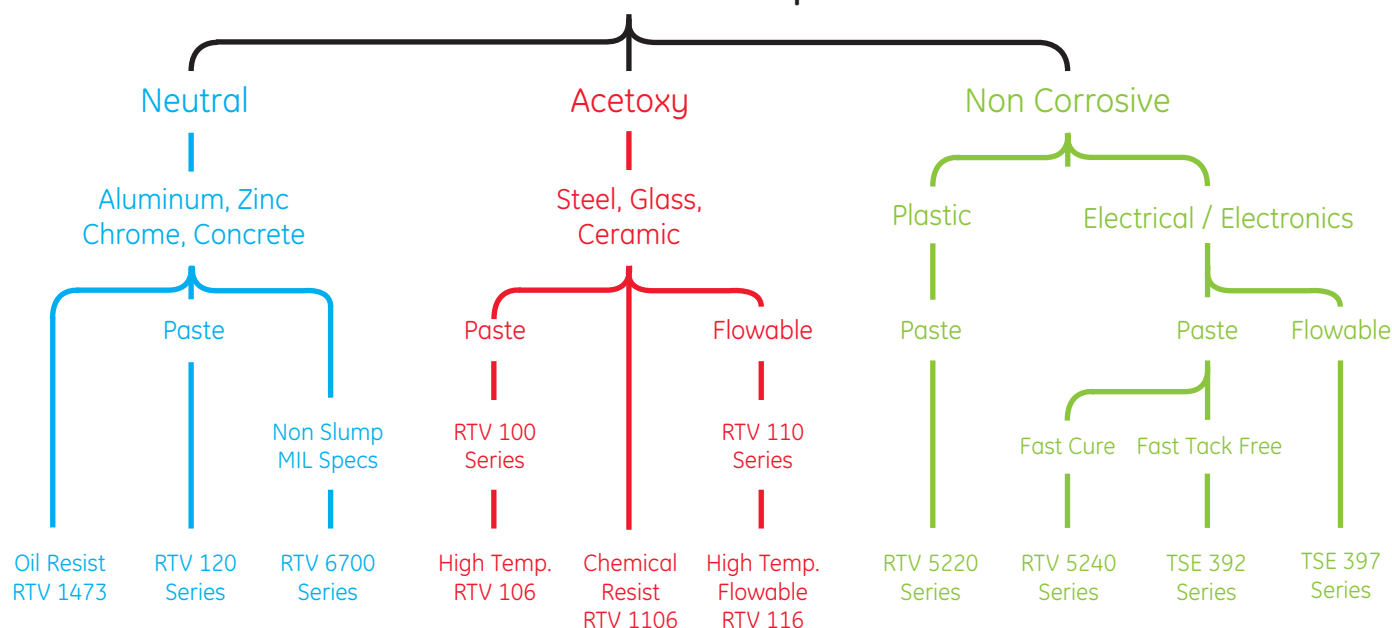 Neutral
Acetoxy
Non Corrosive
Aluminum, Zinc
Chrome, Concrete
Steel, Glass,
Ceramic
Plastic
Electrical / Electronics
Paste
Paste
Flowable
Paste
Paste
Flowable
Non Slump
MIL Specs
RTV 100
Series
RTV 110
Series
Fast Cure
Fast Tack Free
Oil Resist
RTV 1473
RTV 120
Series
RTV 6700
Series
High Temp.
RTV 106
Chemical
Resist
RTV 1106
High Temp.
Flowable
RTV 116
RTV 5220
Series
RTV 5240
Series
TSE 392
Series
TSE 397
Series